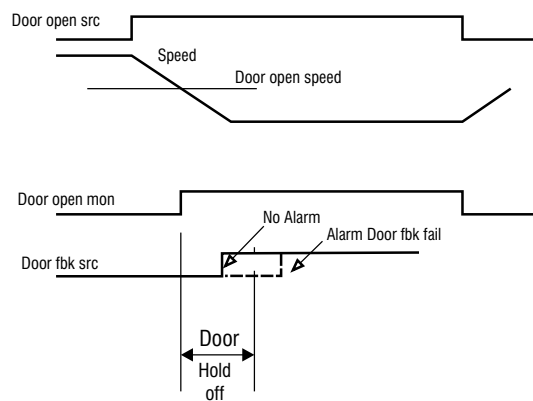 Door open src
Speed
Door open speed
Door open mon
No Alarm
Alarm Door fbk fail
Door fbk src
Door
Hold
off